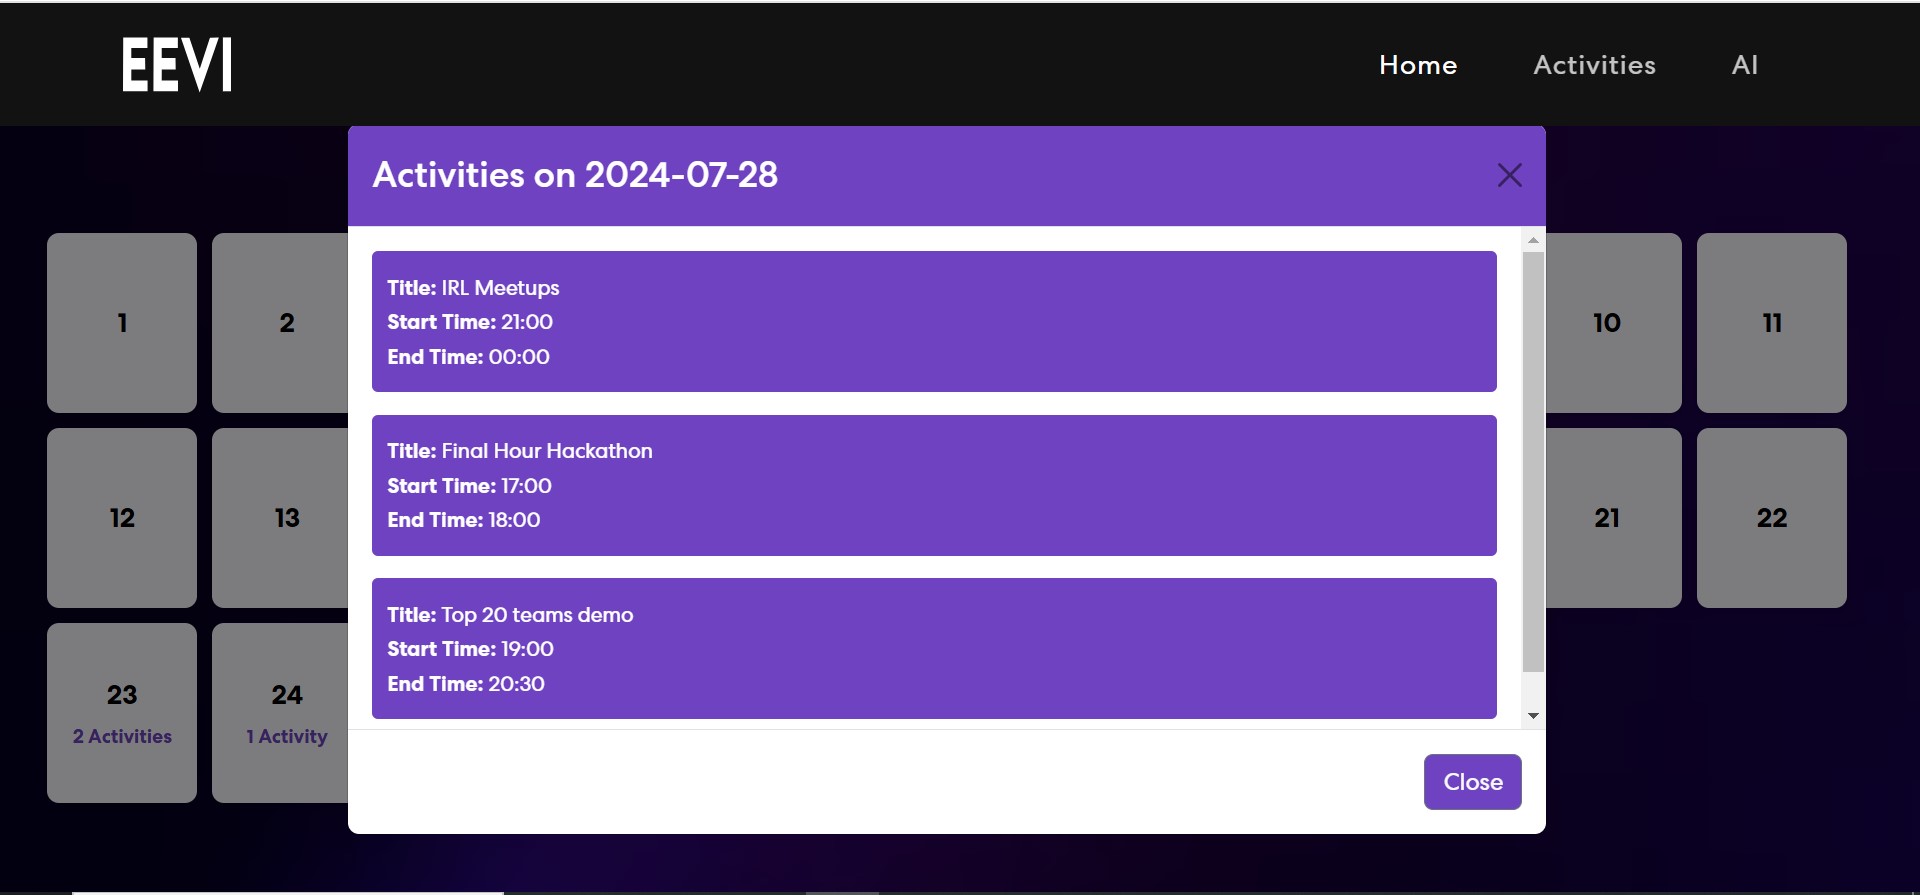 EEVI
Home Activities AI
Activities on 2024-07-28
Title: IRL Meetups
Start Time: 21:00
End Time: 00:00
Title: Final Hour Hackathon
Start Time: 17:00
End Time: 18:00
Title: Top 20 teams demo
Start Time: 19:00
End Time: 20:30
Close
1 2 10 11
12 13 21 22
23 24
2 Activities 1 Activity